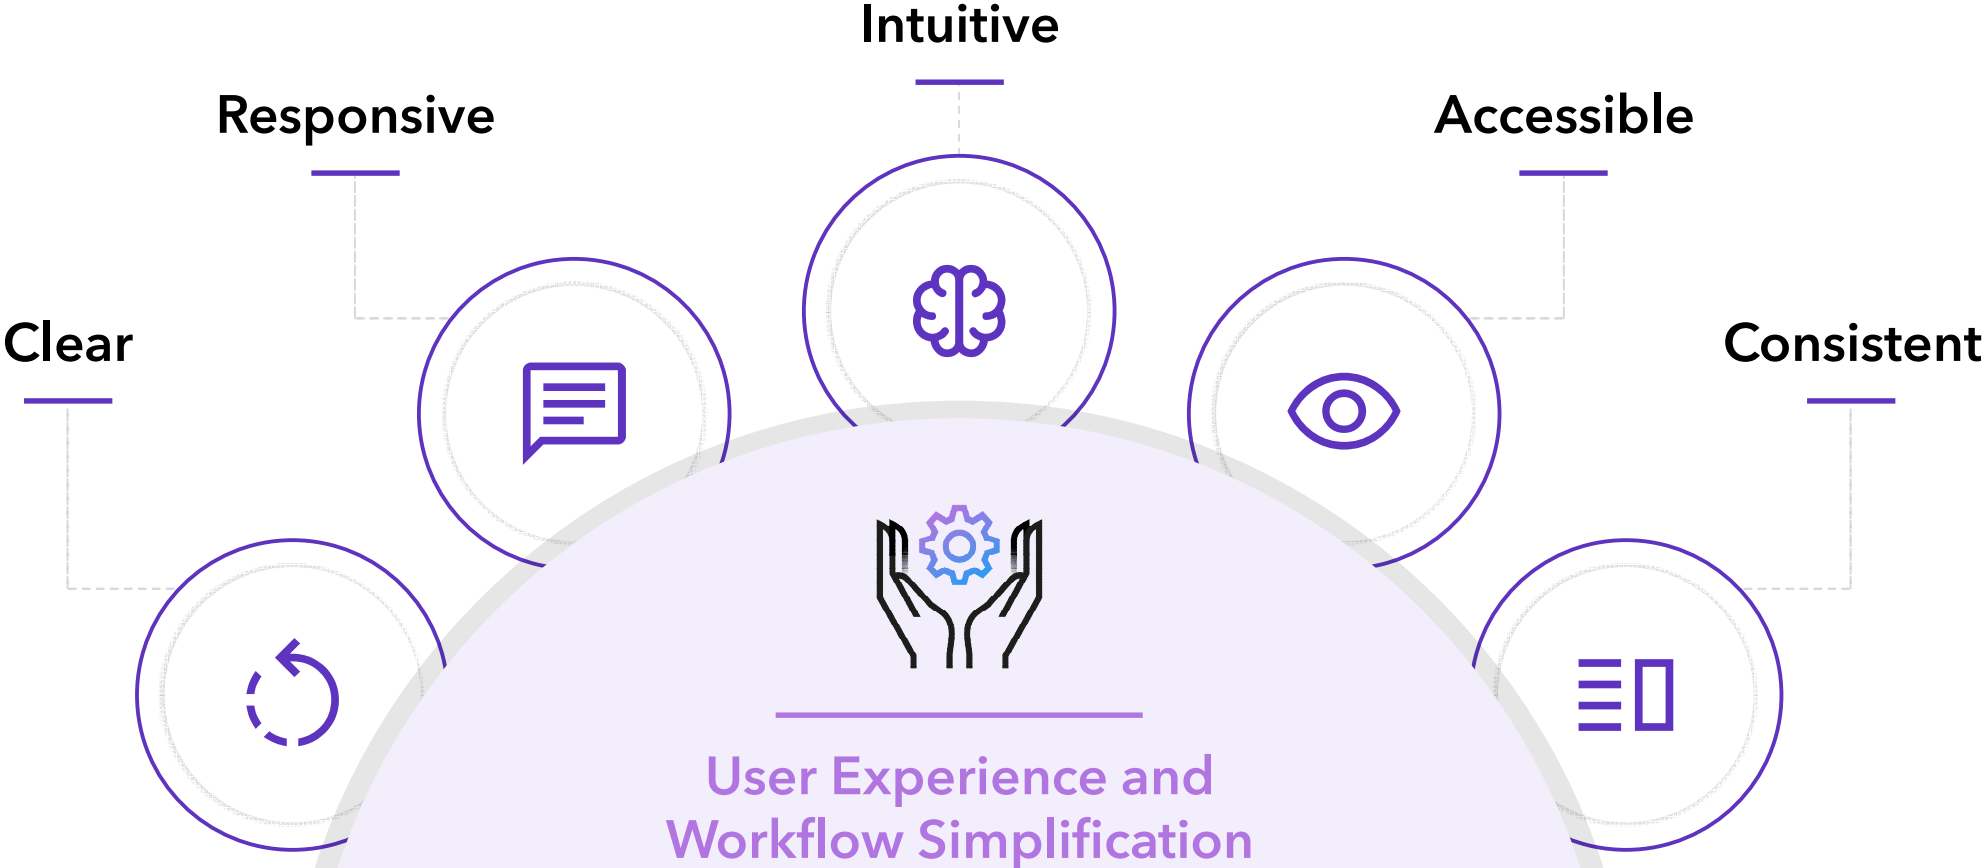 Intuitive
Responsive
Accessible
Clear
Consistent
User Experience and
Workflow Simplification